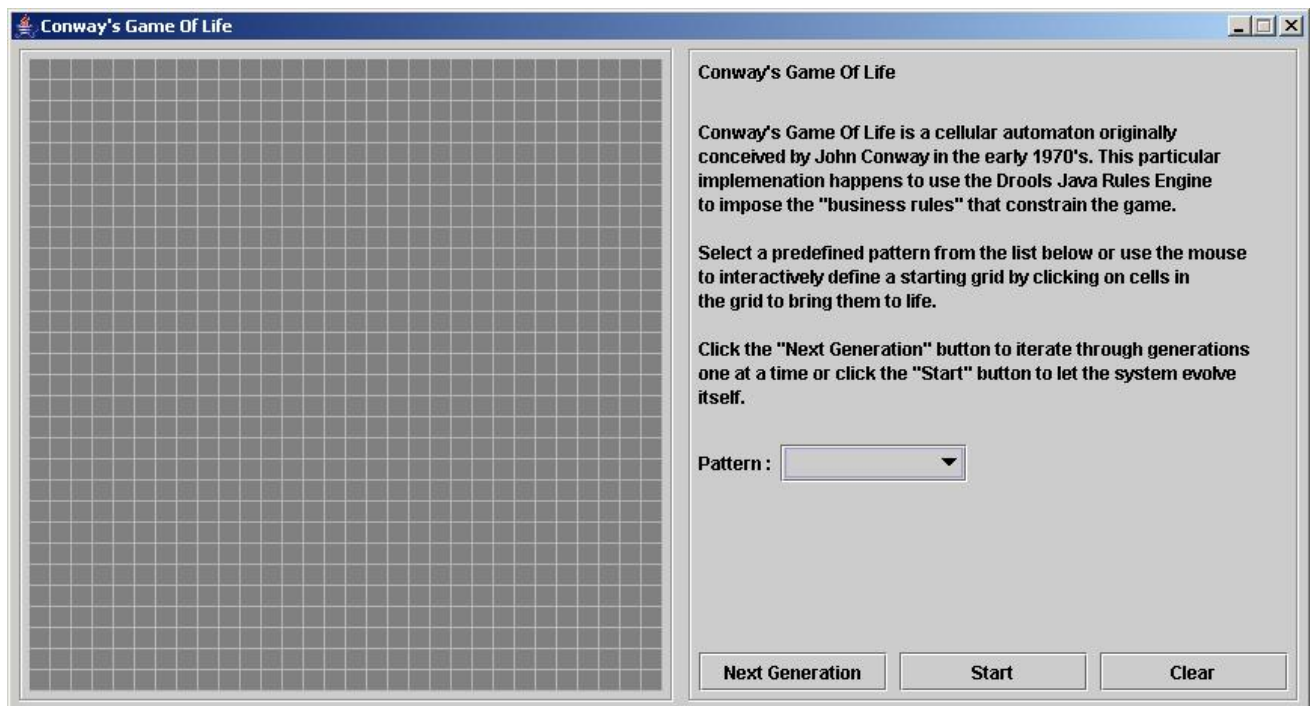 Conway's Game Of Life
Conway's Game Of Life
Conway's Game Of Life is a cellular automaton originally
conceived by John Conway in the early 1970's. This particular
implemenation happens to use the Drools Java Rules Engine
to impose the "business rules" that constrain the game.
Select a predefined pattern from the list below or use the mouse
to interactively define a starting grid by clicking on cells in
the grid to bring them to life.
Click the "Next Generation" button to iterate through generations
one at a time or click the "Start" button to let the system evolve
itself.
Pattern :
Next Generation Start Clear